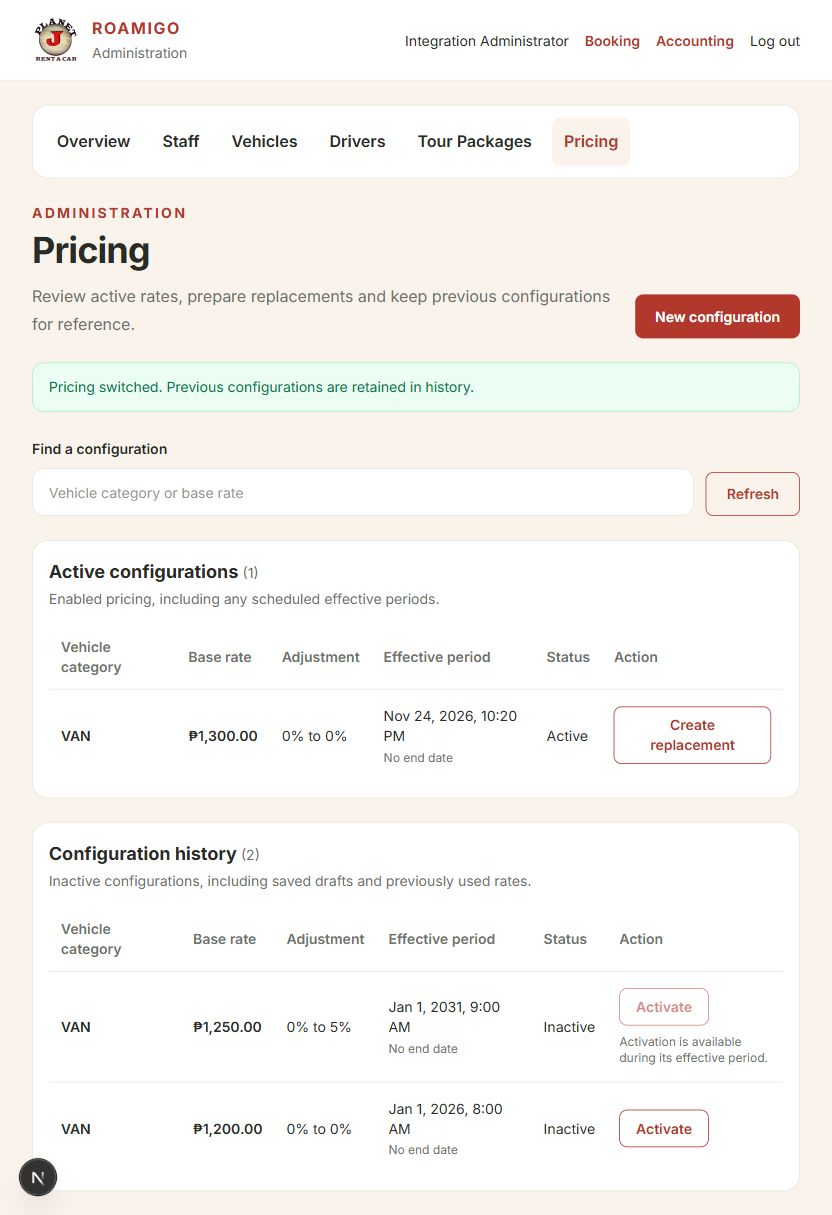 PLANET
J
RENT A CAR
ROAMIGO
Administration
Integration Administrator Booking Accounting Log out
Overview Staff Vehicles Drivers Tour Packages Pricing
ADMINISTRATION
Pricing
Review active rates, prepare replacements and keep previous configurations
for reference.
New configuration
Pricing switched. Previous configurations are retained in history.
Find a configuration
Vehicle category or base rate
Refresh
Active configurations (1)
Enabled pricing, including any scheduled effective periods.
Vehicle
category
Base rate Adjustment Effective period Status Action
VAN ₱1,300.00 0% to 0%
Nov 24, 2026, 10:20
PM
No end date
Active
Create
replacement
Configuration history (2)
Inactive configurations, including saved drafts and previously used rates.
Vehicle
category
Base rate Adjustment Effective period Status Action
VAN ₱1,250.00 0% to 5%
Jan 1, 2031, 9:00
AM
No end date
Inactive
Activate
Activation is available
during its effective period.
VAN ₱1,200.00 0% to 0%
Jan 1, 2026, 8:00
AM
No end date
Inactive
Activate
N